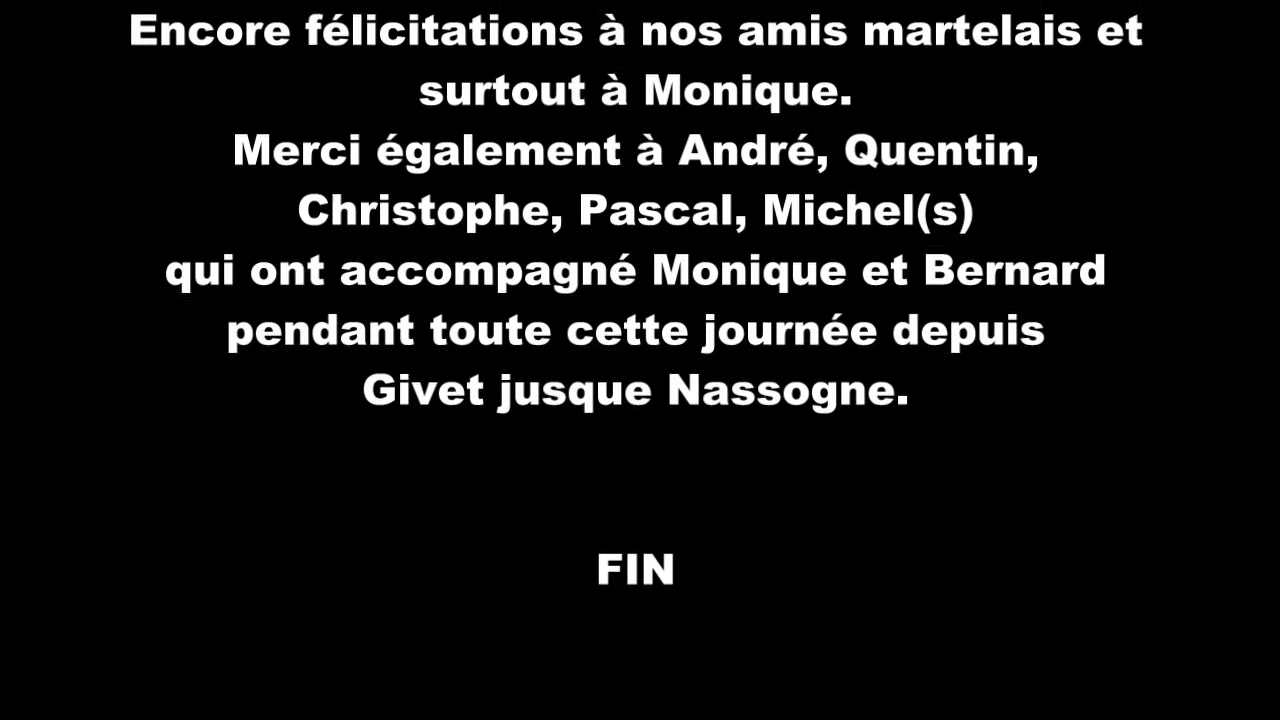 Encore félicitations à nos amis martelais et
surtout à Monique.
Merci également à André, Quentin,
Christophe, Pascal, Michel(s)
qui ont accompagné Monique et Bernard
pendant toute cette journée depuis
Givet jusque Nassogne.
FIN